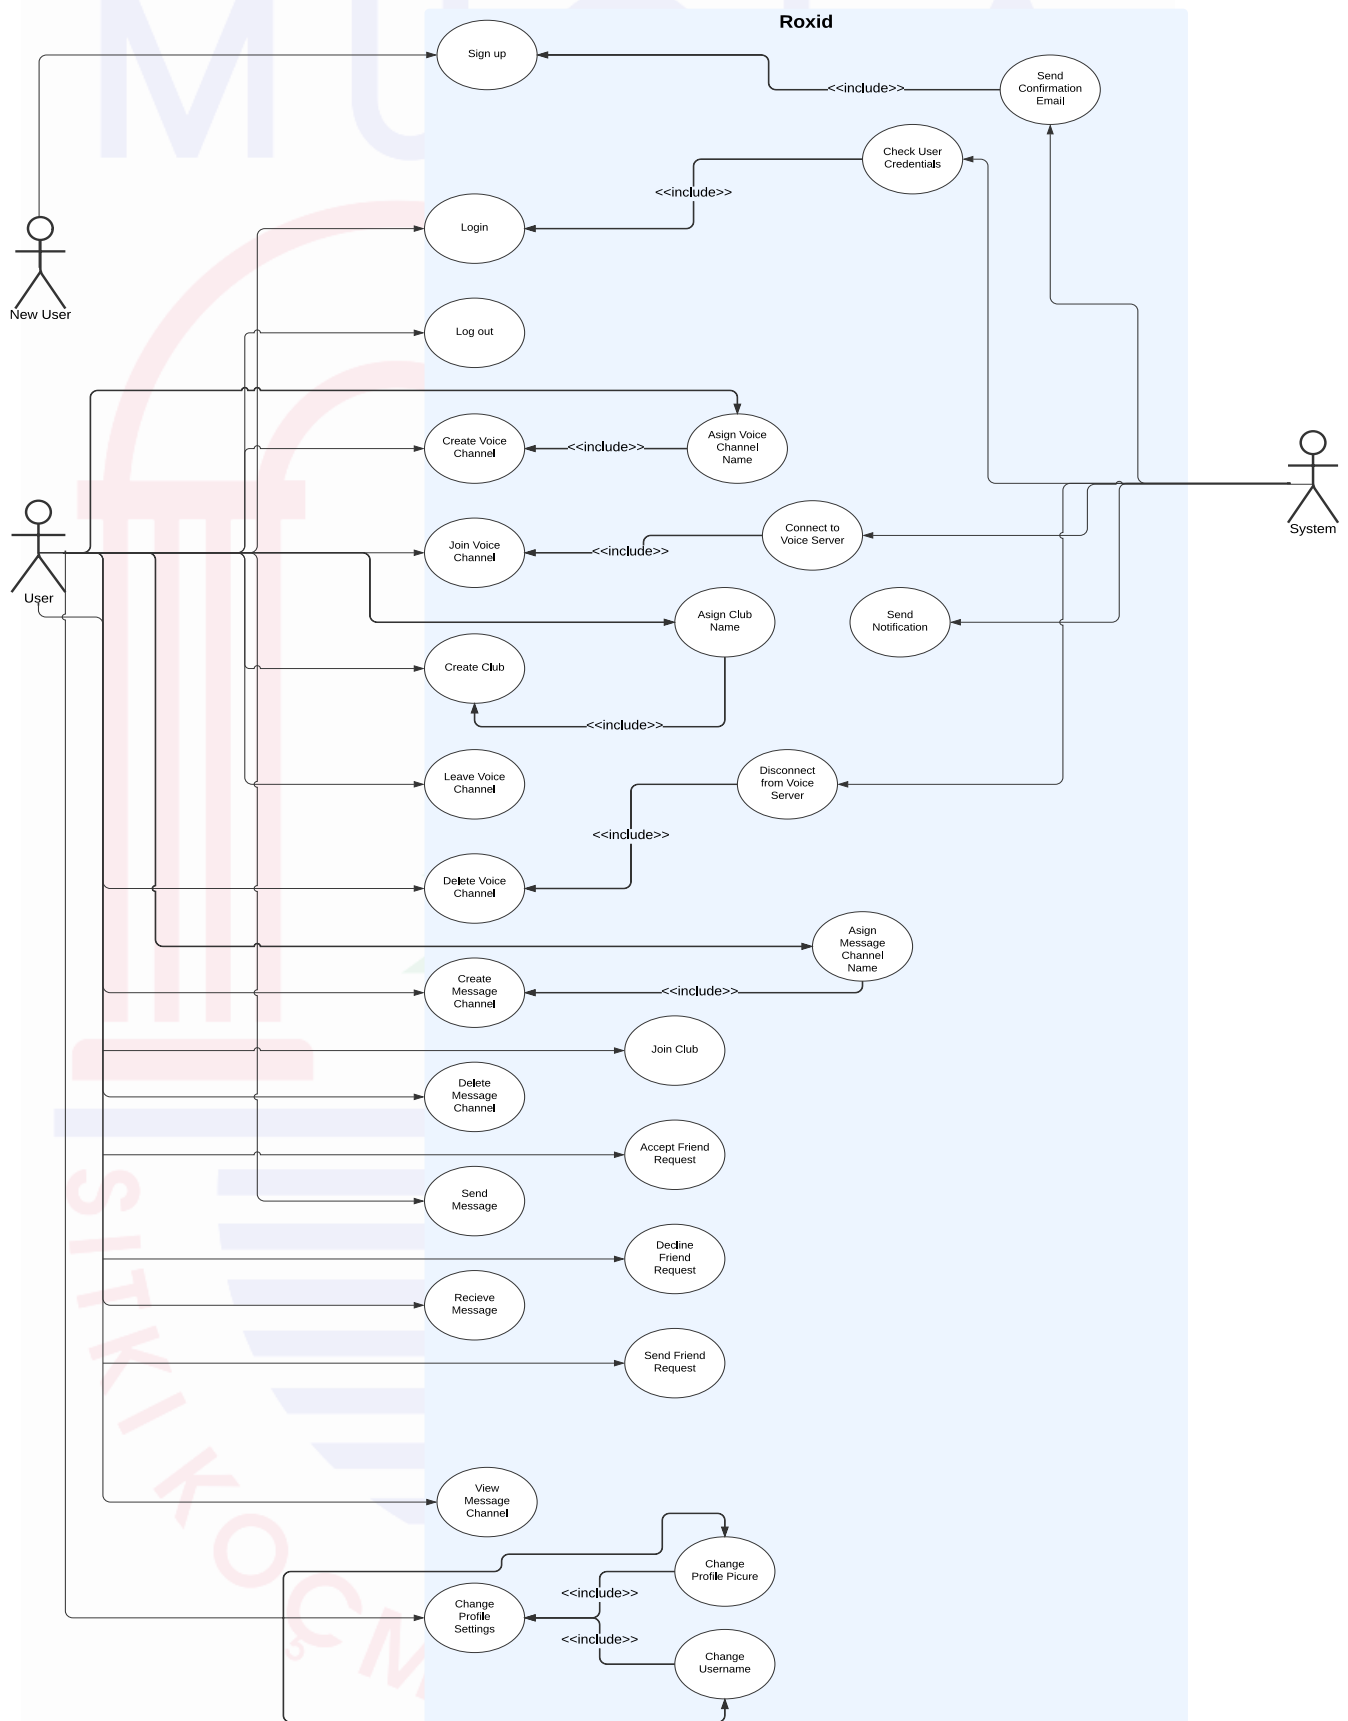 MUĞLA
Roxid
Sign up
Send
Confirmation
Email
<<include>>
Check User
Credentials
<<include>>
Login
New User
Log out
Create Voice
Channel
<<include>>
Asign Voice
Channel
Name
System
User
Join Voice
Channel
<<include>>
Connect to
Voice Server
Asign Club
Name
Send
Notification
Create Club
<<include>>
Leave Voice
Channel
Disconnect
from Voice
Server
<<include>>
Delete Voice
Channel
Asign
Message
Channel
Name
Create
Message
Channel
<<include>>
Join Club
Delete
Message
Channel
Accept Friend
Request
Send
Message
Decline
Friend
Request
Recieve
Message
Send Friend
Request
View
Message
Channel
Change
Profile Picure
<<include>>
Change
Profile
Settings
<<include>>
Change
Username
SITKI KOÇM